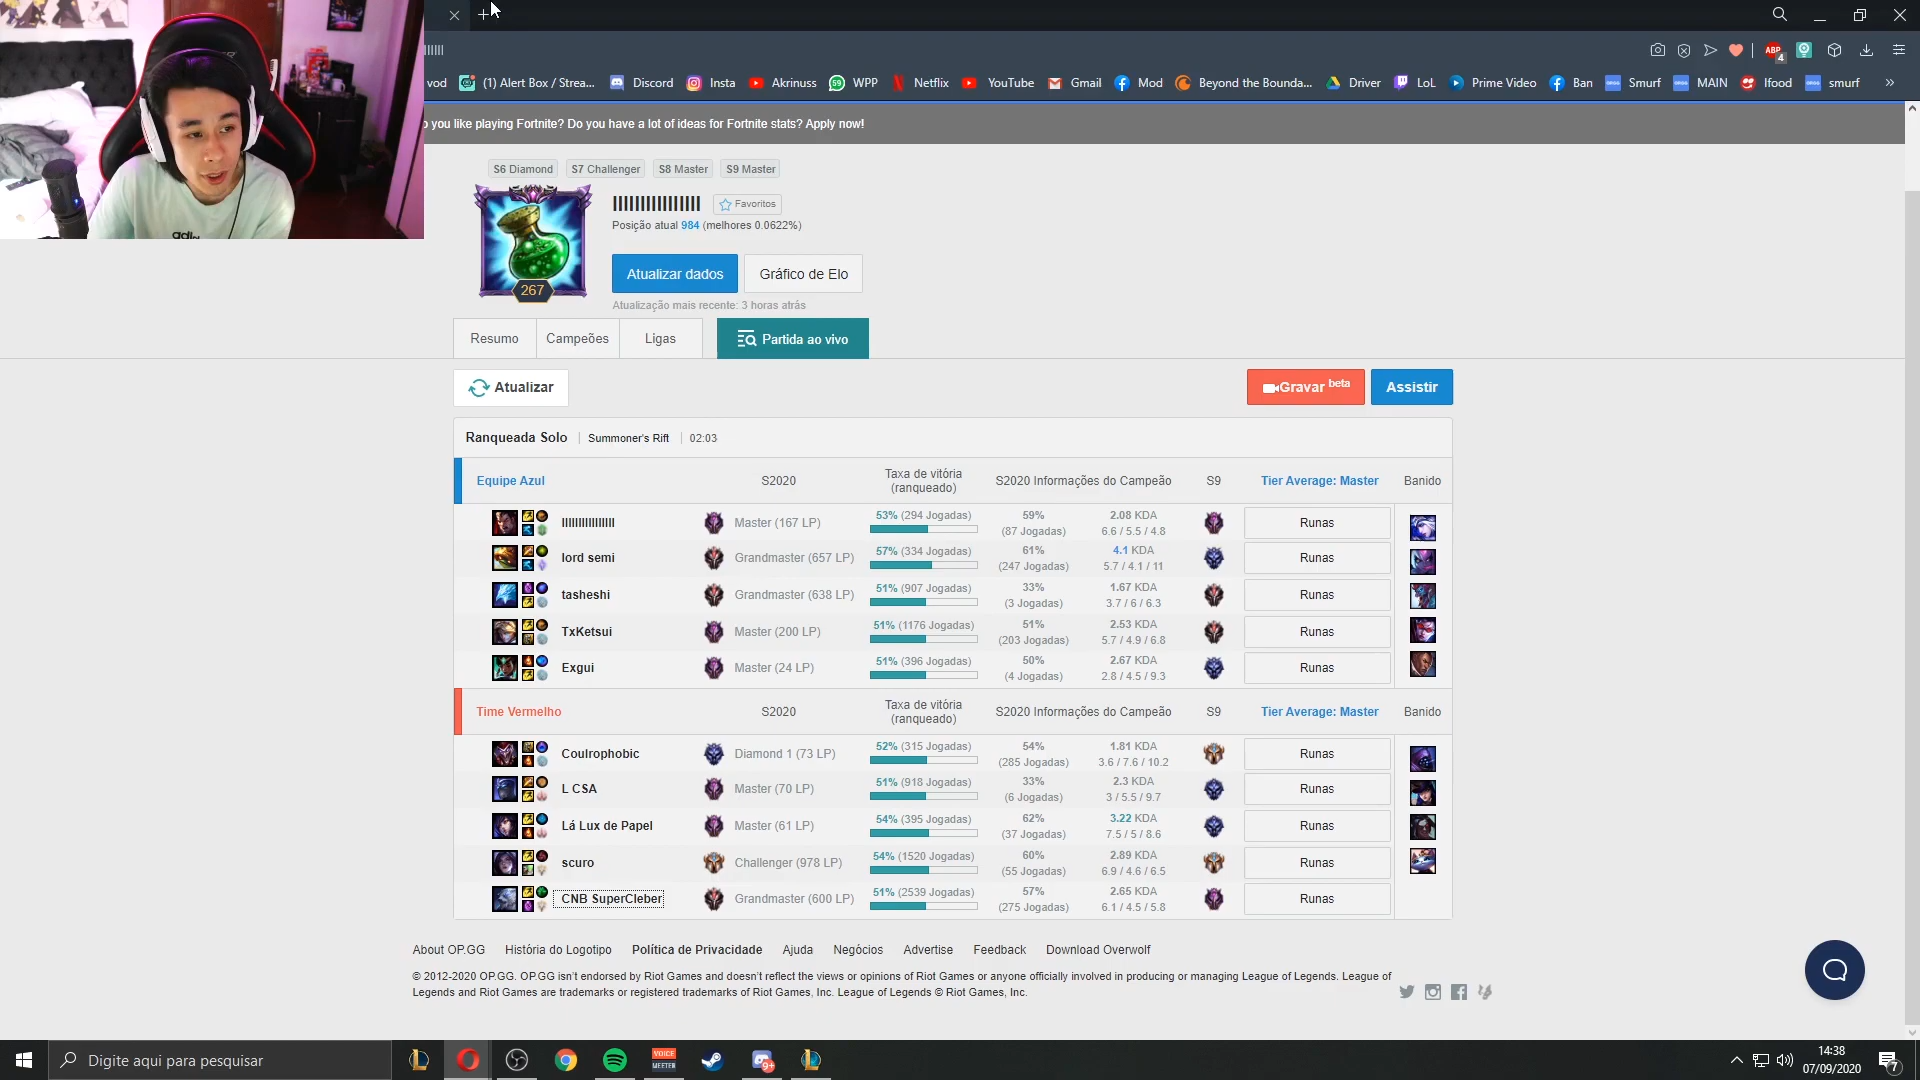 vod
(1) Alert Box / Strea...
Discord
Insta
Akrinuss
59 WPP
Netflix
YouTube
Gmail
Mod
Beyond the Bounda...
Driver
LoL
Prime Video
Ban
Smurf
MAIN
Ifood
smurf
ABP
4
you like playing Fortnite? Do you have a lot of ideas for Fortnite stats? Apply now!
S6 Diamond
S7 Challenger
S8 Master
S9 Master
267
Favoritos
Posição atual 984 (melhores 0.0622%)
Atualizar dados
Gráfico de Elo
Atualização mais recente: 3 horas atrás
Resumo
Campeões
Ligas
Partida ao vivo
Atualizar
Gravar beta
Assistir
Ranqueada Solo | Summoner's Rift | 02:03
Equipe Azul
S2020
Taxa de vitória
(ranqueado)
S2020 Informações do Campeão
S9
Tier Average: Master
Banido
Master (167 LP)
53% (294 Jogadas)
59%
(87 Jogadas)
2.08 KDA
6.6 / 5.5 / 4.8
Runas
lord semi
Grandmaster (657 LP)
57% (334 Jogadas)
61%
(247 Jogadas)
4.1 KDA
5.7 / 4.1 / 11
Runas
tasheshi
Grandmaster (638 LP)
51% (907 Jogadas)
33%
(3 Jogadas)
1.67 KDA
3.7 / 6 / 6.3
Runas
TxKetsui
Master (200 LP)
51% (1176 Jogadas)
51%
(203 Jogadas)
2.53 KDA
5.7 / 4.9 / 6.8
Runas
Exgui
Master (24 LP)
51% (396 Jogadas)
50%
(4 Jogadas)
2.67 KDA
2.8 / 4.5 / 9.3
Runas
Time Vermelho
S2020
Taxa de vitória
(ranqueado)
S2020 Informações do Campeão
S9
Tier Average: Master
Banido
Coulrophobic
Diamond 1 (73 LP)
52% (315 Jogadas)
54%
(285 Jogadas)
1.81 KDA
3.6 / 7.6 / 10.2
Runas
L CSA
Master (70 LP)
51% (918 Jogadas)
33%
(6 Jogadas)
2.3 KDA
3 / 5.5 / 9.7
Runas
Lá Lux de Papel
Master (61 LP)
54% (395 Jogadas)
62%
(37 Jogadas)
3.22 KDA
7.5 / 5 / 8.6
Runas
scuro
Challenger (978 LP)
54% (1520 Jogadas)
60%
(55 Jogadas)
2.89 KDA
6.9 / 4.6 / 6.5
Runas
CNB SuperCleber
Grandmaster (600 LP)
51% (2539 Jogadas)
57%
(275 Jogadas)
2.65 KDA
6.1 / 4.5 / 5.8
Runas
About OP.GG
História do Logotipo
Política de Privacidade
Ajuda
Negócios
Advertise
Feedback
Download Overwolf
© 2012-2020 OP.GG. OP.GG isn't endorsed by Riot Games and doesn't reflect the views or opinions of Riot Games or anyone officially involved in producing or managing League of Legends. League of
Legends and Riot Games are trademarks or registered trademarks of Riot Games, Inc. League of Legends © Riot Games, Inc.
Digite aqui para pesquisar
VOICE
MEETER
9+
14:38
07/09/2020
7